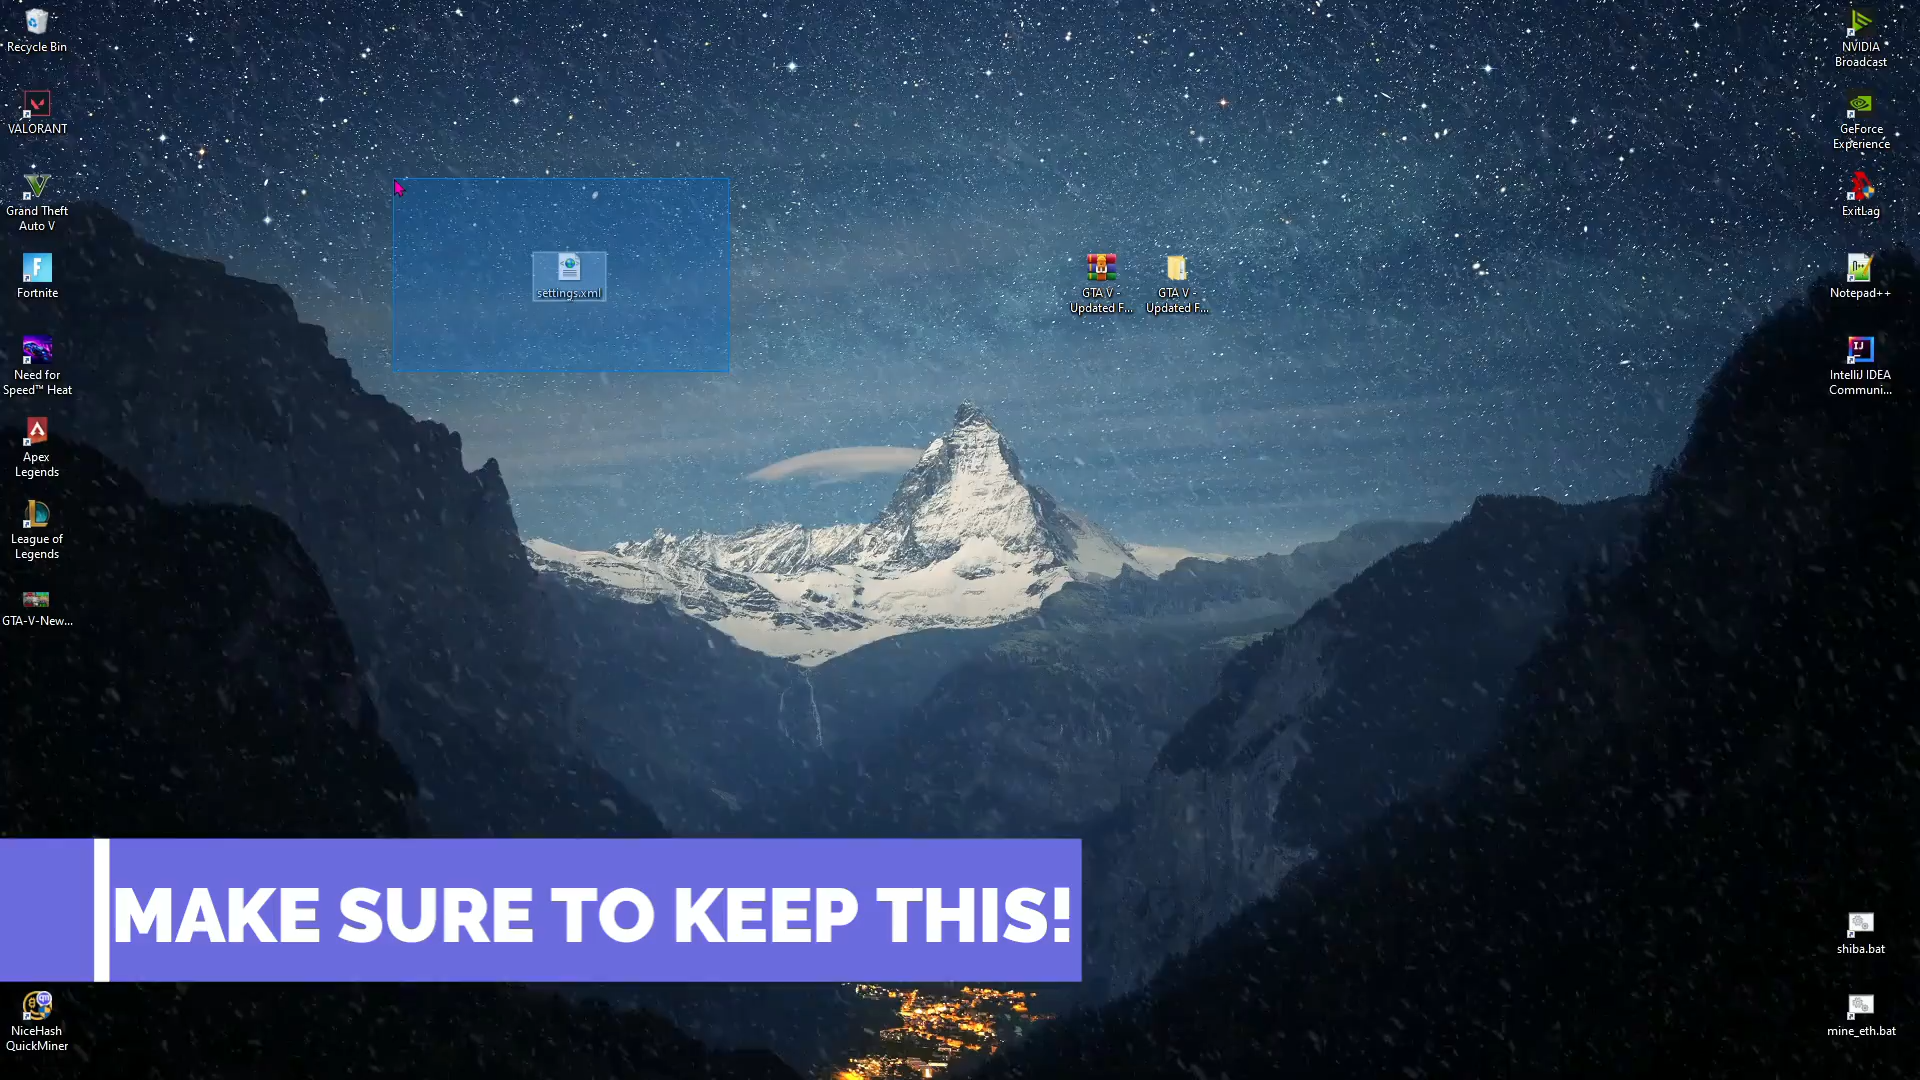 Recycle Bin
VALORANT
Grand Theft
Auto V
Fortnite
Need for
Speed™ Heat
Apex
Legends
League of
Legends
GTA-V-New...
settings.xml
GTA V -
Updated F...
GTA V -
Updated F...
NVIDIA
Broadcast
GeForce
Experience
ExitLag
Notepad++
IntelliJ IDEA
Communi...
MAKE SURE TO KEEP THIS!
NiceHash
QuickMiner
shiba.bat
mine_eth.bat